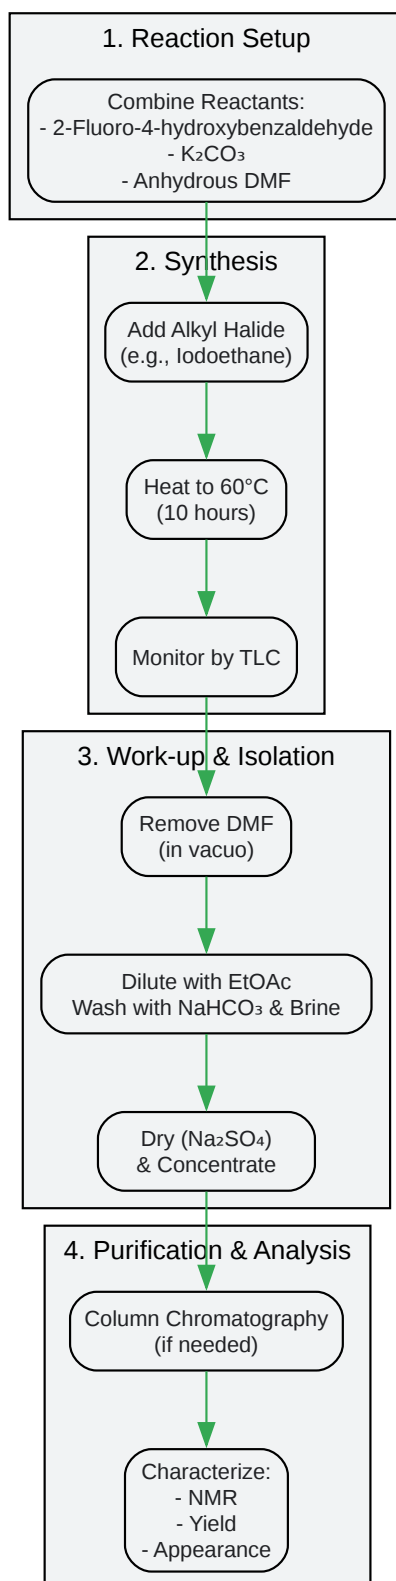 1. Reaction Setup
Combine Reactants:
- 2-Fluoro-4-hydroxybenzaldehyde
- K₂CO₃
- Anhydrous DMF
2. Synthesis
Add Alkyl Halide
(e.g., Iodoethane)
Heat to 60°C
(10 hours)
Monitor by TLC
3. Work-up & Isolation
Remove DMF
(in vacuo)
Dilute with EtOAc
Wash with NaHCO₃ & Brine
Dry (Na₂SO₄)
& Concentrate
4. Purification & Analysis
Column Chromatography
(if needed)
Characterize:
- NMR
- Yield
- Appearance